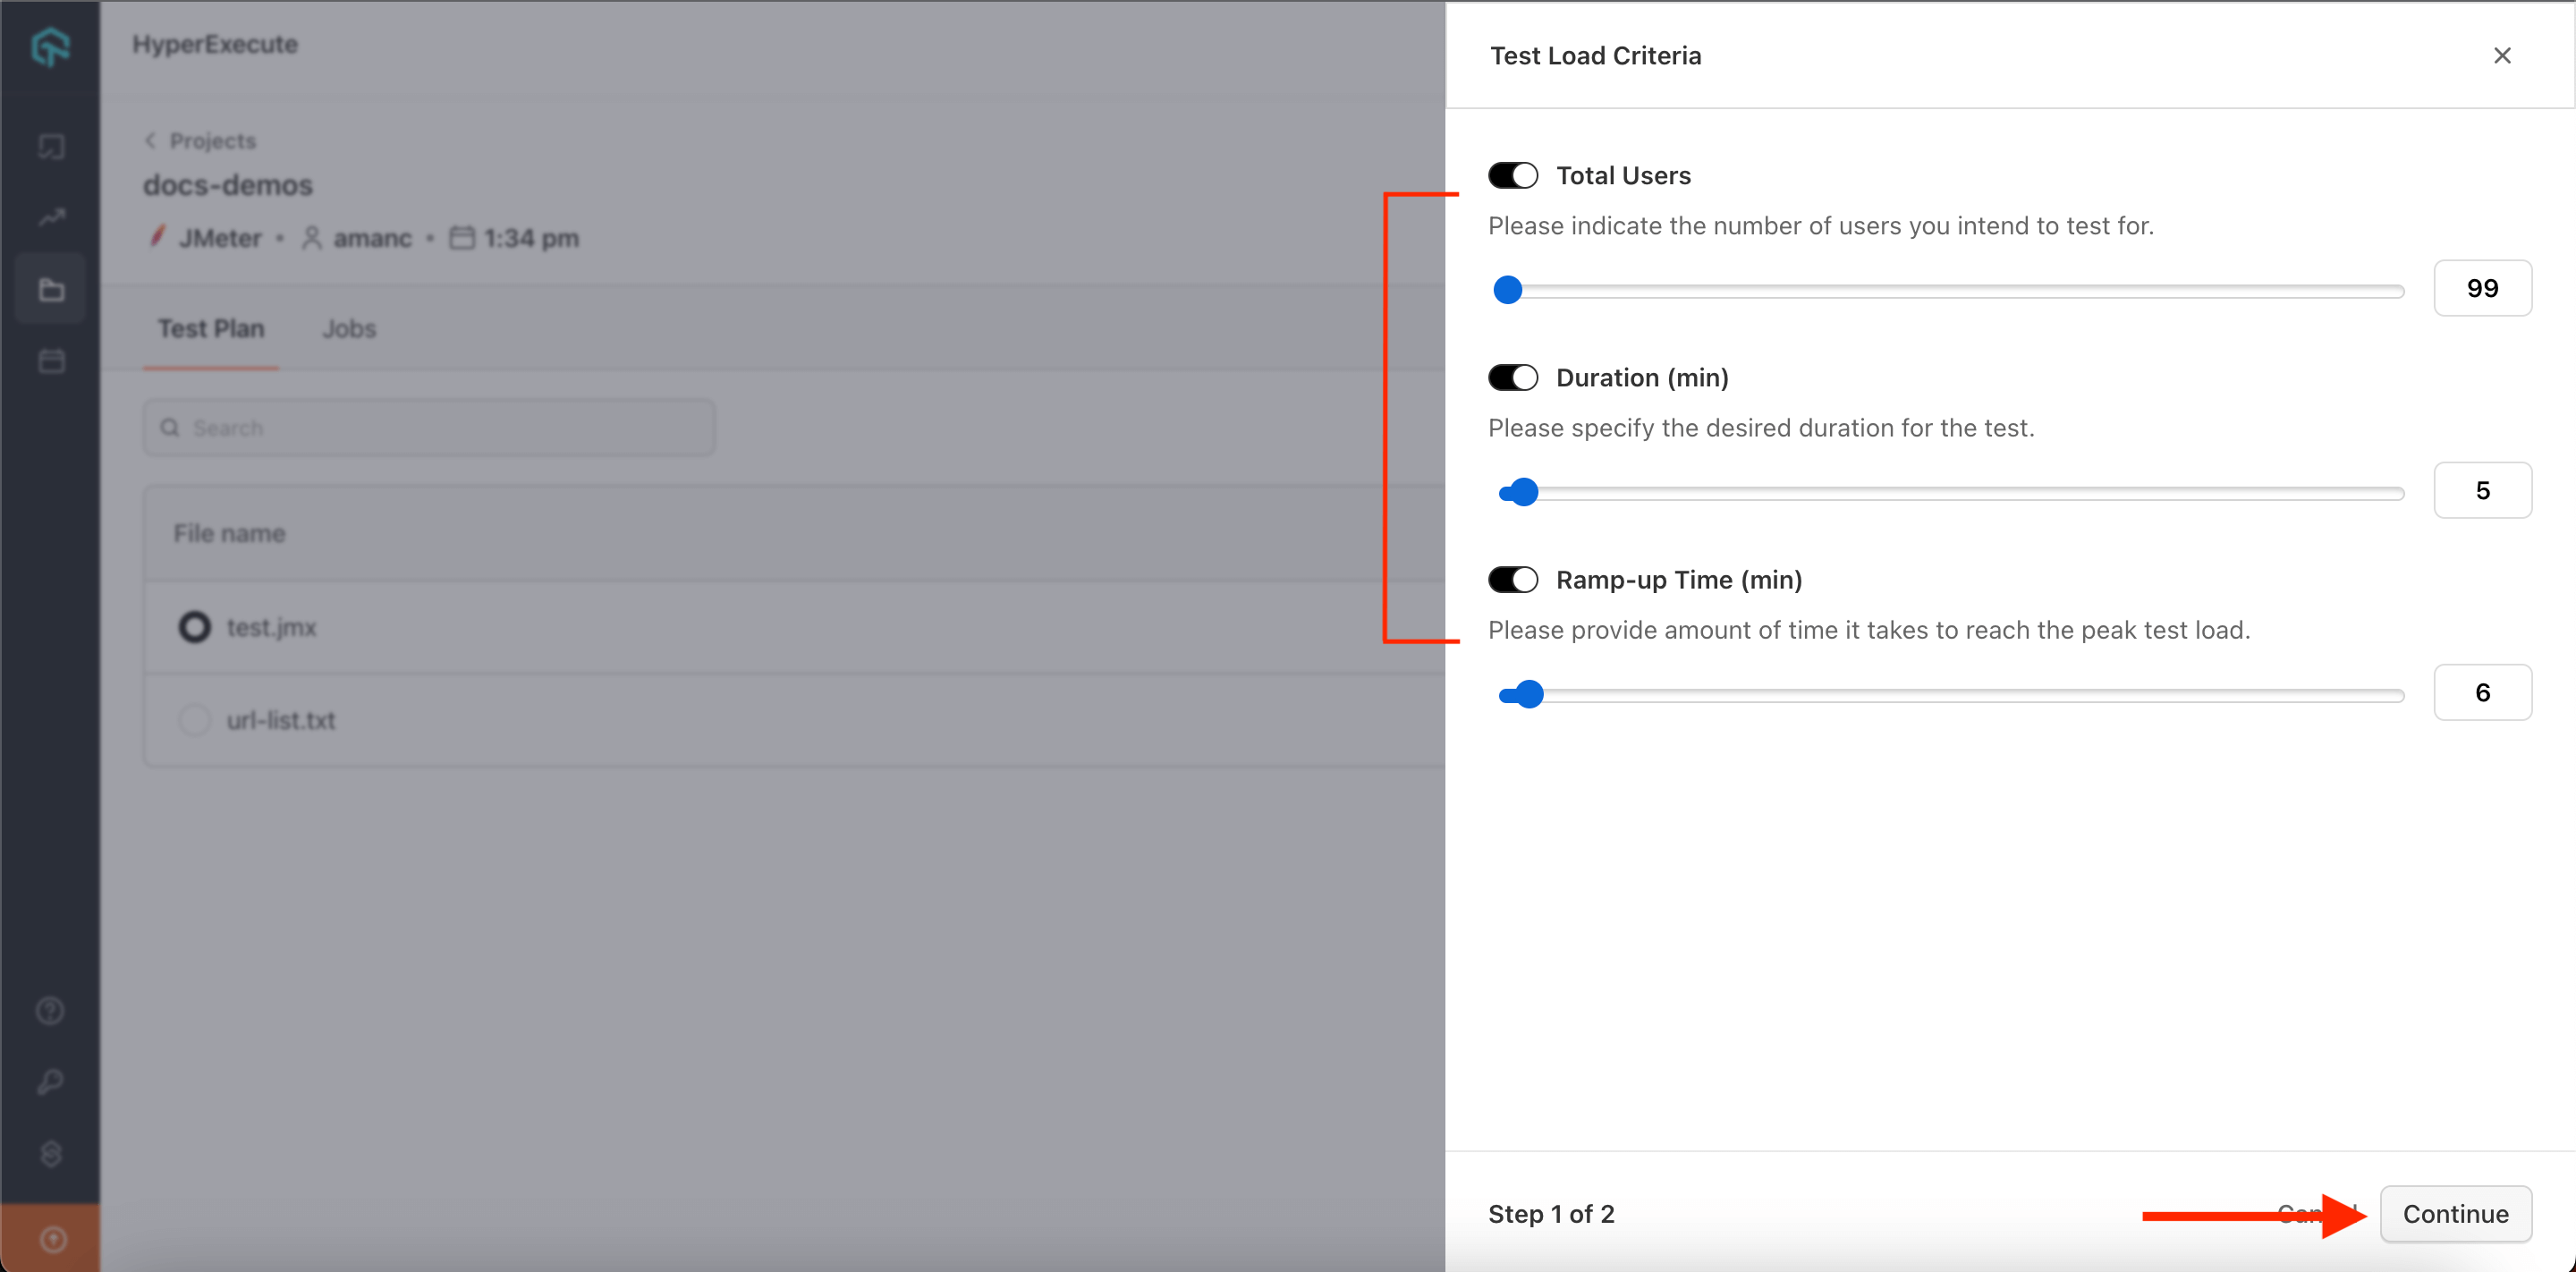 HyperExecute
Projects
docs-demos
JMeter • amanc • 1:34 pm
Test Plan
Jobs
Search
File name
test.jmx
url-list.txt
Test Load Criteria
Total Users
Please indicate the number of users you intend to test for.
99
Duration (min)
Please specify the desired duration for the test.
5
Ramp-up Time (min)
Please provide amount of time it takes to reach the peak test load.
6
Step 1 of 2
Continue